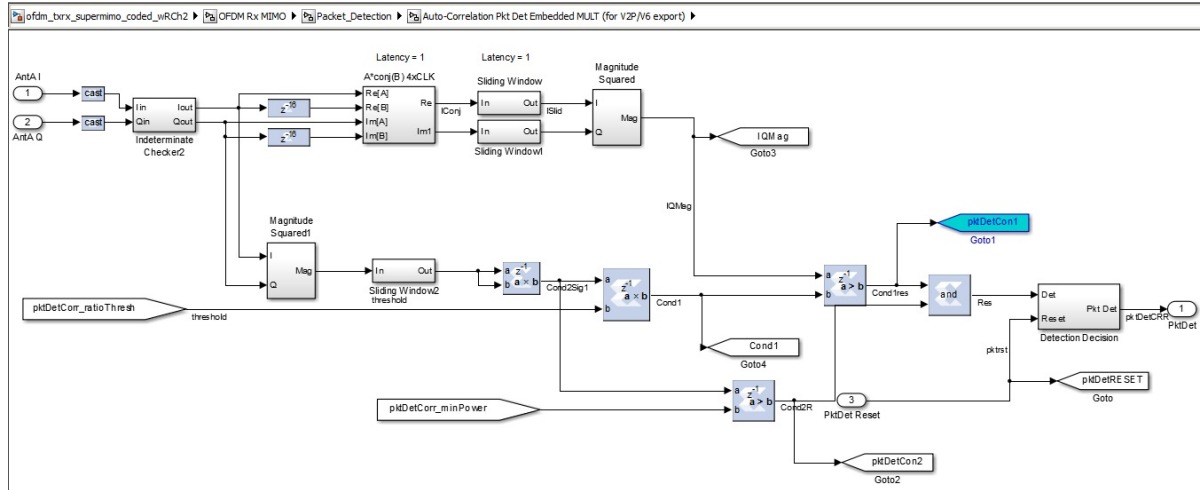 ofdm_txrx_supermimo_coded_wRCh2 OFDM Rx MIMO Packet_Detection Auto-Correlation Pkt Det Embedded MULT (for V2P/V6 export)
Latency = 1
Latency = 1
AntA I
1
cast
2
AntA Q
cast
Iin
Qin
Iout
Qout
Indeterminate
Checker2
z^-16
z^-16
A*conj(B) 4xCLK
Re[A]
Re[B]
Im[A]
Im[B]
Re
Im1
IConj
Sliding Window
In
Out
ISlid
In
Out
Sliding Window1
Magnitude
Squared
I
Q
Mag
IQMag
Goto3
IQMag
Magnitude
Squared1
I
Q
Mag
In
Out
Sliding Window2
threshold
a
b
z^-1
a × b
Cond2Sig1
a
b
z^-1
a × b
Cond1
pktDetCorr_ratioThresh
threshold
Cond1
Goto4
a
b
z^-1
a > b
Cond1res
pktDetCon1
Goto1
and
Res
Det
Reset
Pkt Det
Detection Decision
pktDetCRR
1
PktDet
pktrst
pktDetRESET
Goto
pktDetCorr_minPower
a
b
z^-1
a > b
Cond2R
3
PktDet Reset
pktDetCon2
Goto2